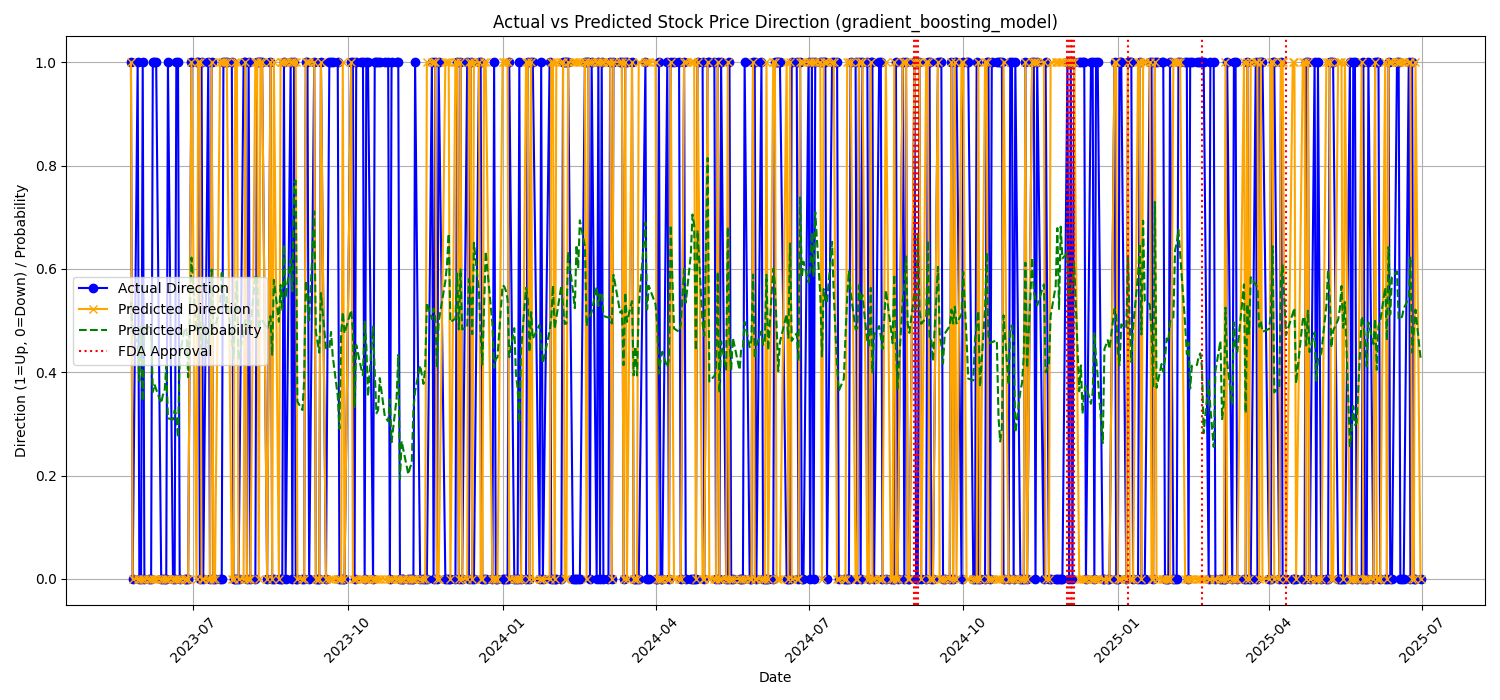 Actual vs Predicted Stock Price Direction (gradient_boosting_model)
Direction (1=Up, 0=Down) / Probability
1.0
0.8
0.6
0.4
0.2
0.0
Actual Direction
Predicted Direction
Predicted Probability
FDA Approval
2023-07
2023-10
2024-01
2024-04
2024-07
2024-10
2025-01
2025-04
2025-07
Date